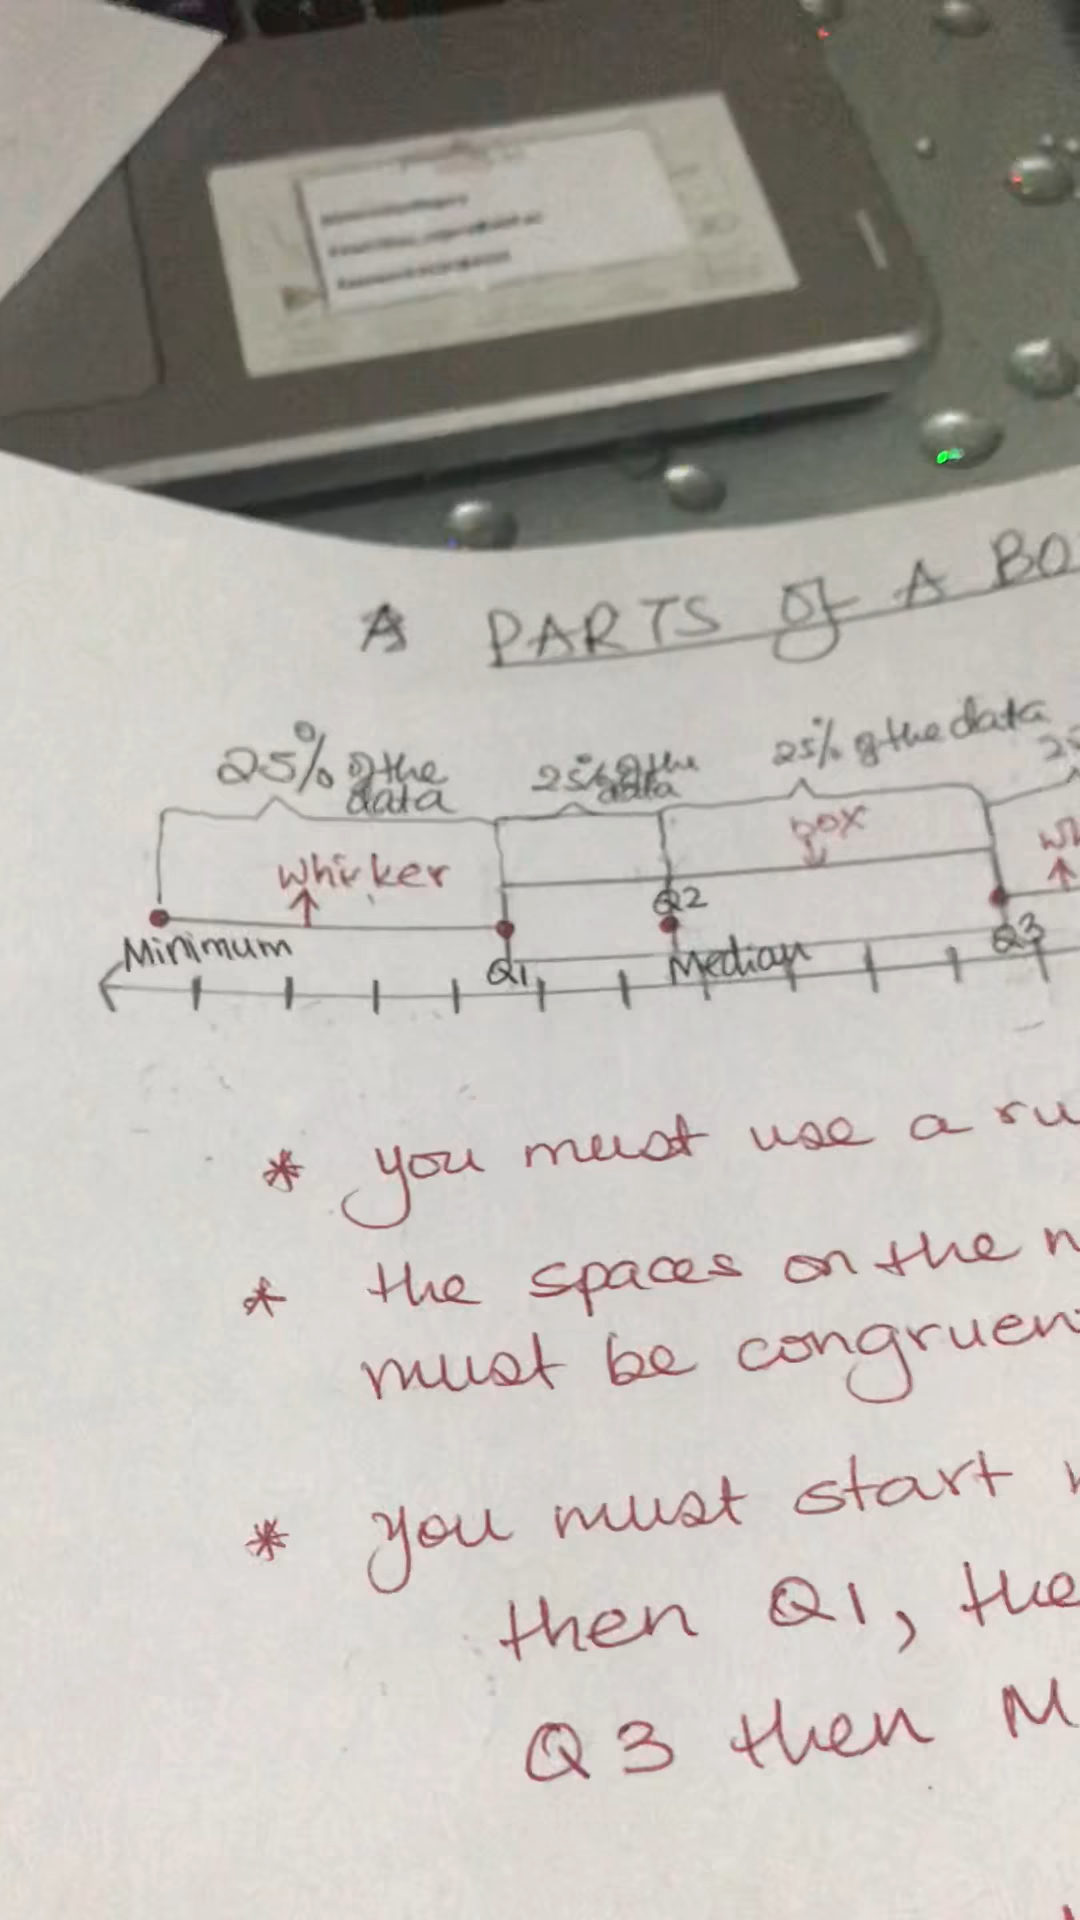 A PARTS of A BO
25% of the data
25% of the data
25% of the data
25
Whisker
box
Wh
Minimum
Q1
Q2
Median
Q3
* you must use a ru
* the spaces on the n
must be congruen
* you must start
then Q1, the
Q3 then M